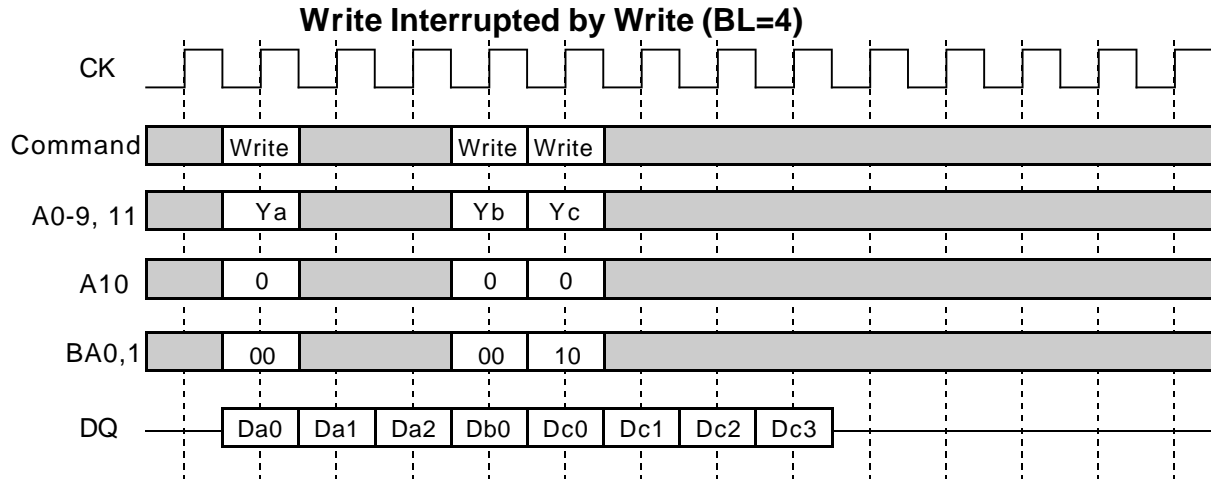 Write Interrupted by Write (BL=4)
CK
Command Write Write Write
A0-9, 11 Ya Yb Yc
A10 0 0 0
BA0,1 00 00 10
DQ Da0 Da1 Da2 Db0 Dc0 Dc1 Dc2 Dc3